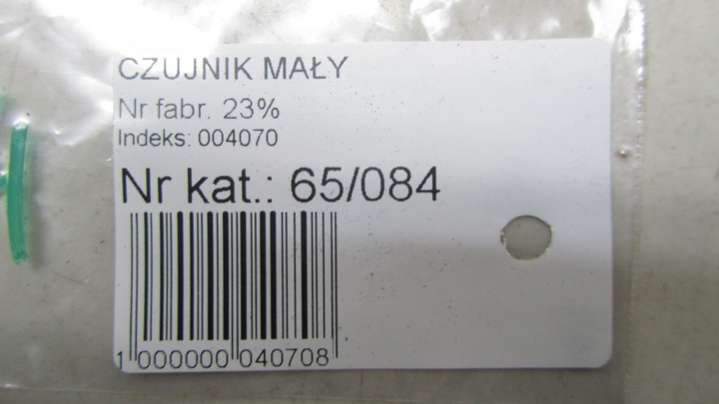 CZUJNIK MAŁY
Nr fabr. 23%
Indeks: 004070
Nr kat.: 65/084
1 000000 040708